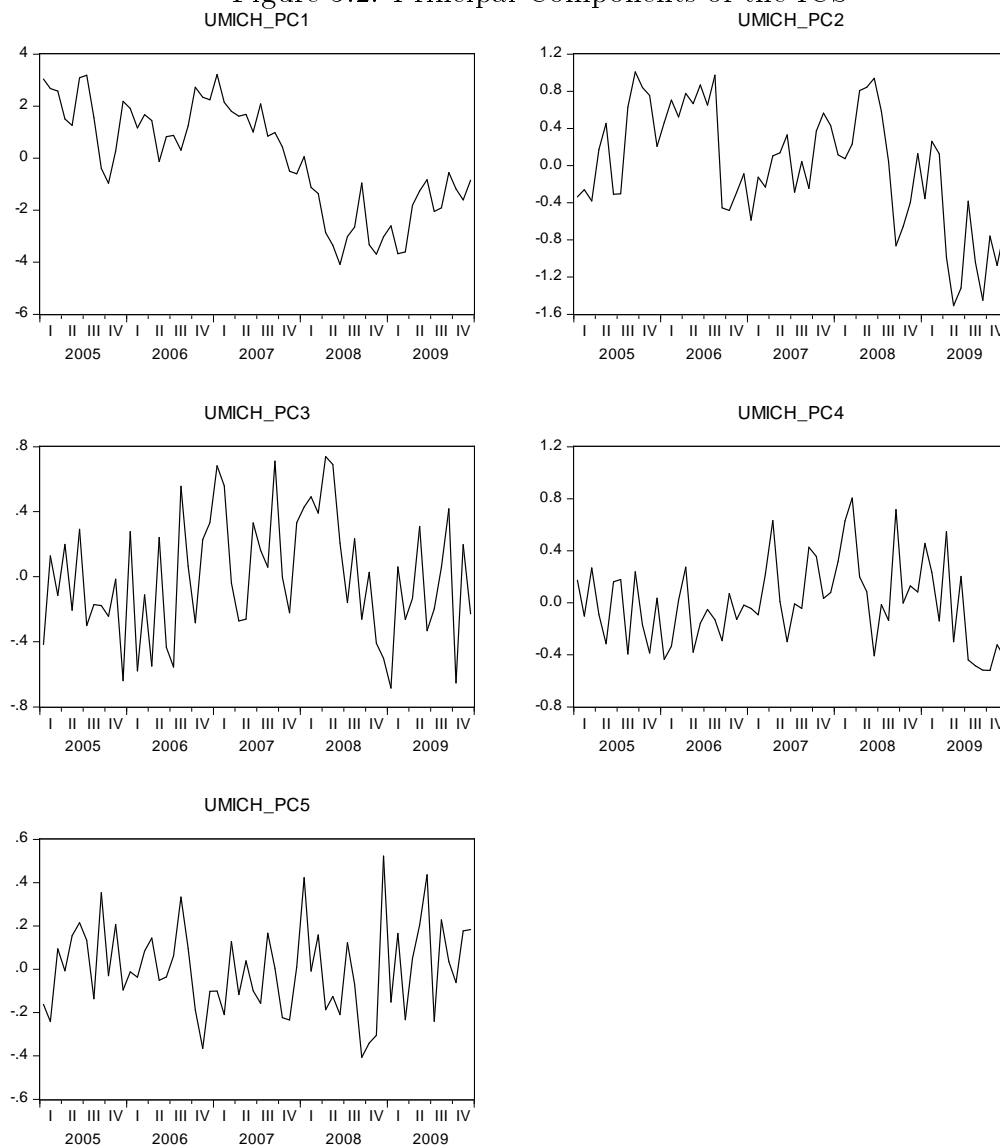 Figure 3.2: Principal Components of the ICS
UMICH_PC1
4
2
0
-2
-4
-6
I II III IV I II III IV I II III IV I II III IV I II III IV
2005 2006 2007 2008 2009
UMICH_PC2
1.2
0.8
0.4
0.0
-0.4
-0.8
-1.2
-1.6
I II III IV I II III IV I II III IV I II III IV I II III IV
2005 2006 2007 2008 2009
UMICH_PC3
.8
.4
.0
-.4
-.8
I II III IV I II III IV I II III IV I II III IV I II III IV
2005 2006 2007 2008 2009
UMICH_PC4
1.2
0.8
0.4
0.0
-0.4
-0.8
I II III IV I II III IV I II III IV I II III IV I II III IV
2005 2006 2007 2008 2009
UMICH_PC5
.6
.4
.2
.0
-.2
-.4
-.6
I II III IV I II III IV I II III IV I II III IV I II III IV
2005 2006 2007 2008 2009